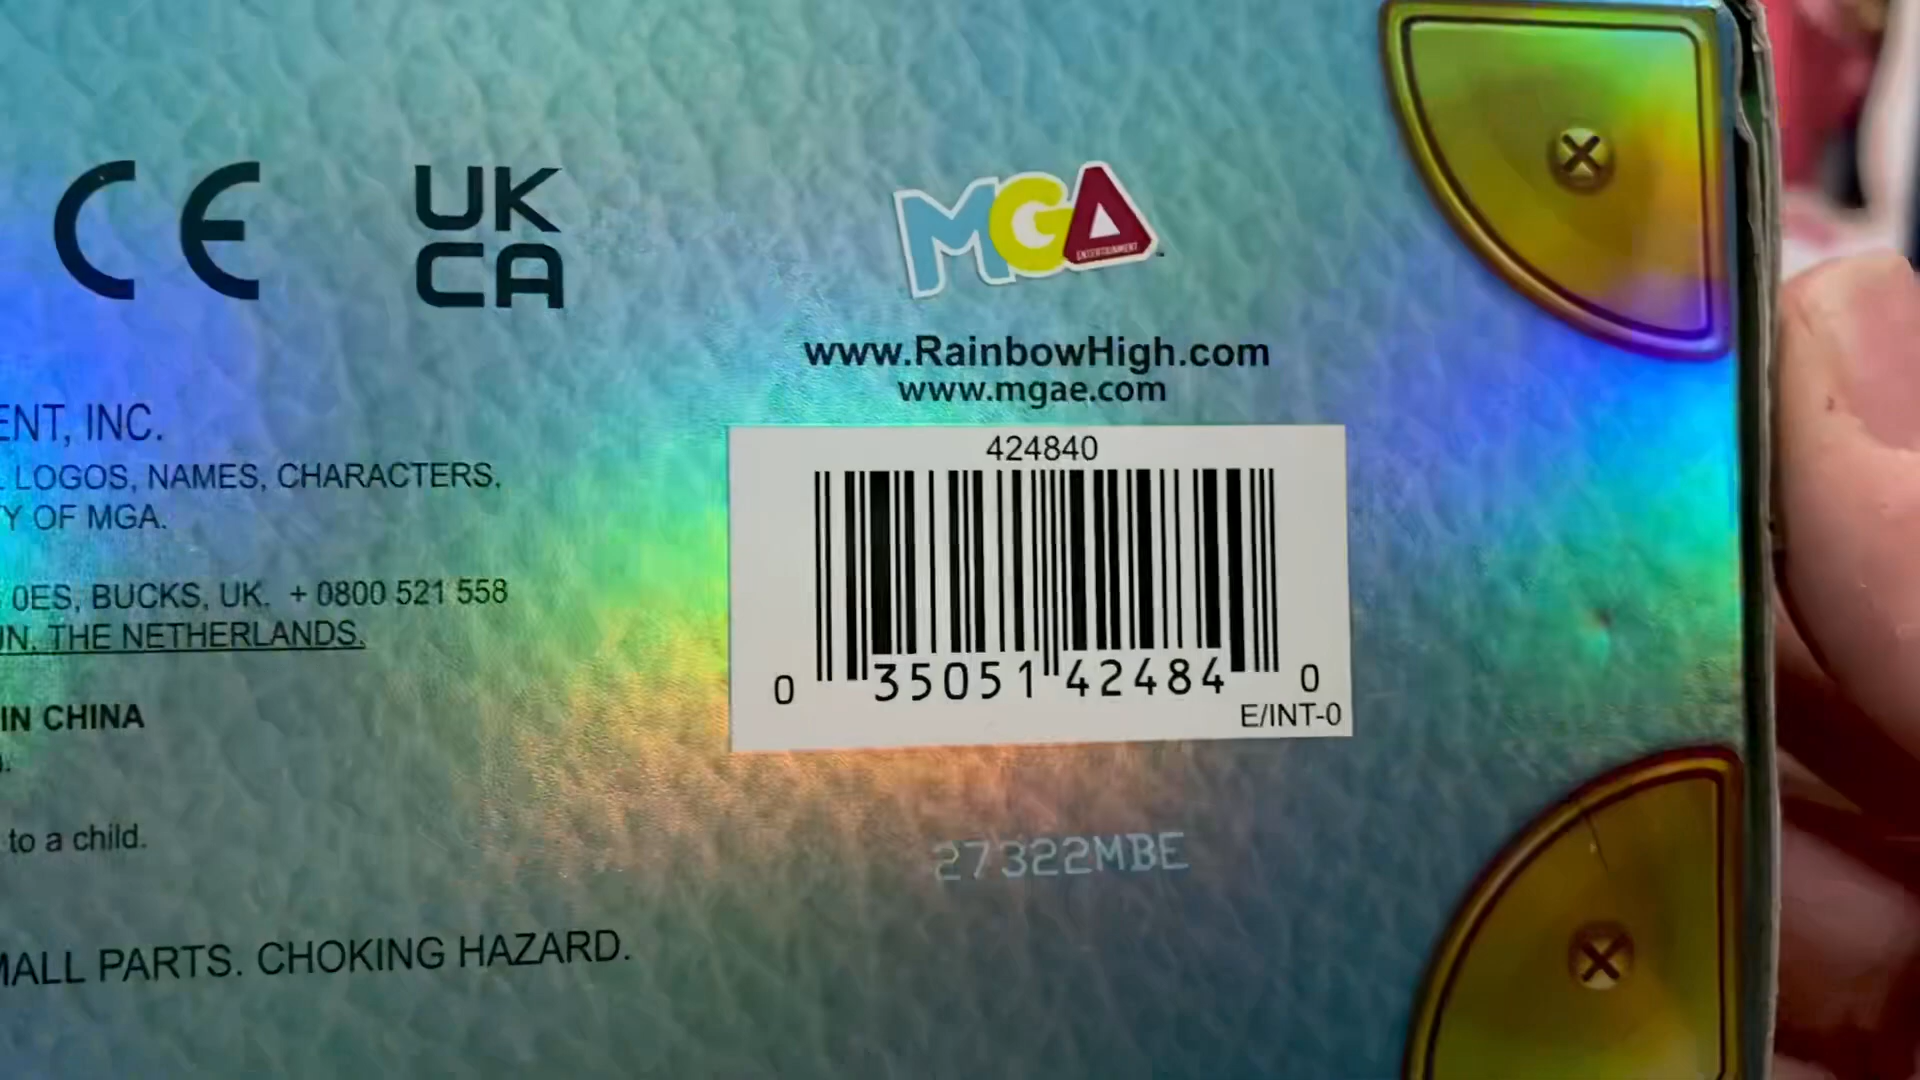 CE
UK
CA
MGA
ENTERTAINMENT
www.RainbowHigh.com
www.mgae.com
ENT, INC.
LOGOS, NAMES, CHARACTERS,
Y OF MGA.
0ES, BUCKS, UK. + 0800 521 558
UN. THE NETHERLANDS.
IN CHINA
to a child.
MALL PARTS. CHOKING HAZARD.
424840
0 35051 42484 0
E/INT-0
27322MBE